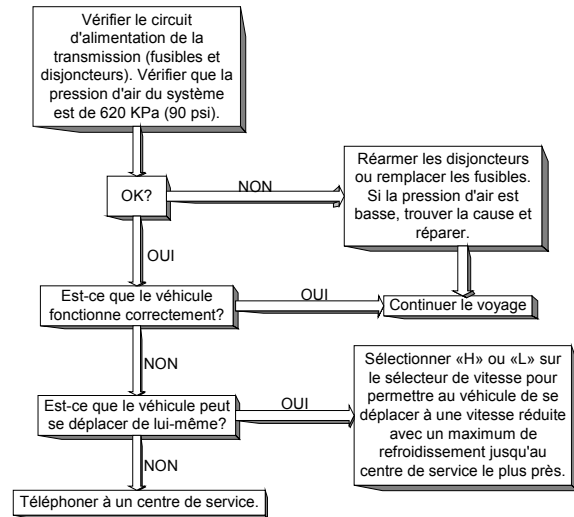 Vérifier le circuit
d'alimentation de la
transmission (fusibles et
disjoncteurs). Vérifier que la
pression d'air du système
est de 620 KPa (90 psi).
OK?
NON
Réarmer les disjoncteurs
ou remplacer les fusibles.
Si la pression d'air est
basse, trouver la cause et
réparer.
OUI
Est-ce que le véhicule
fonctionne correctement?
OUI
Continuer le voyage
NON
Est-ce que le véhicule peut
se déplacer de lui-même?
OUI
Sélectionner «H» ou «L» sur
le sélecteur de vitesse pour
permettre au véhicule de se
déplacer à une vitesse réduite
avec un maximum de
refroidissement jusqu'au
centre de service le plus près.
NON
Téléphoner à un centre de service.